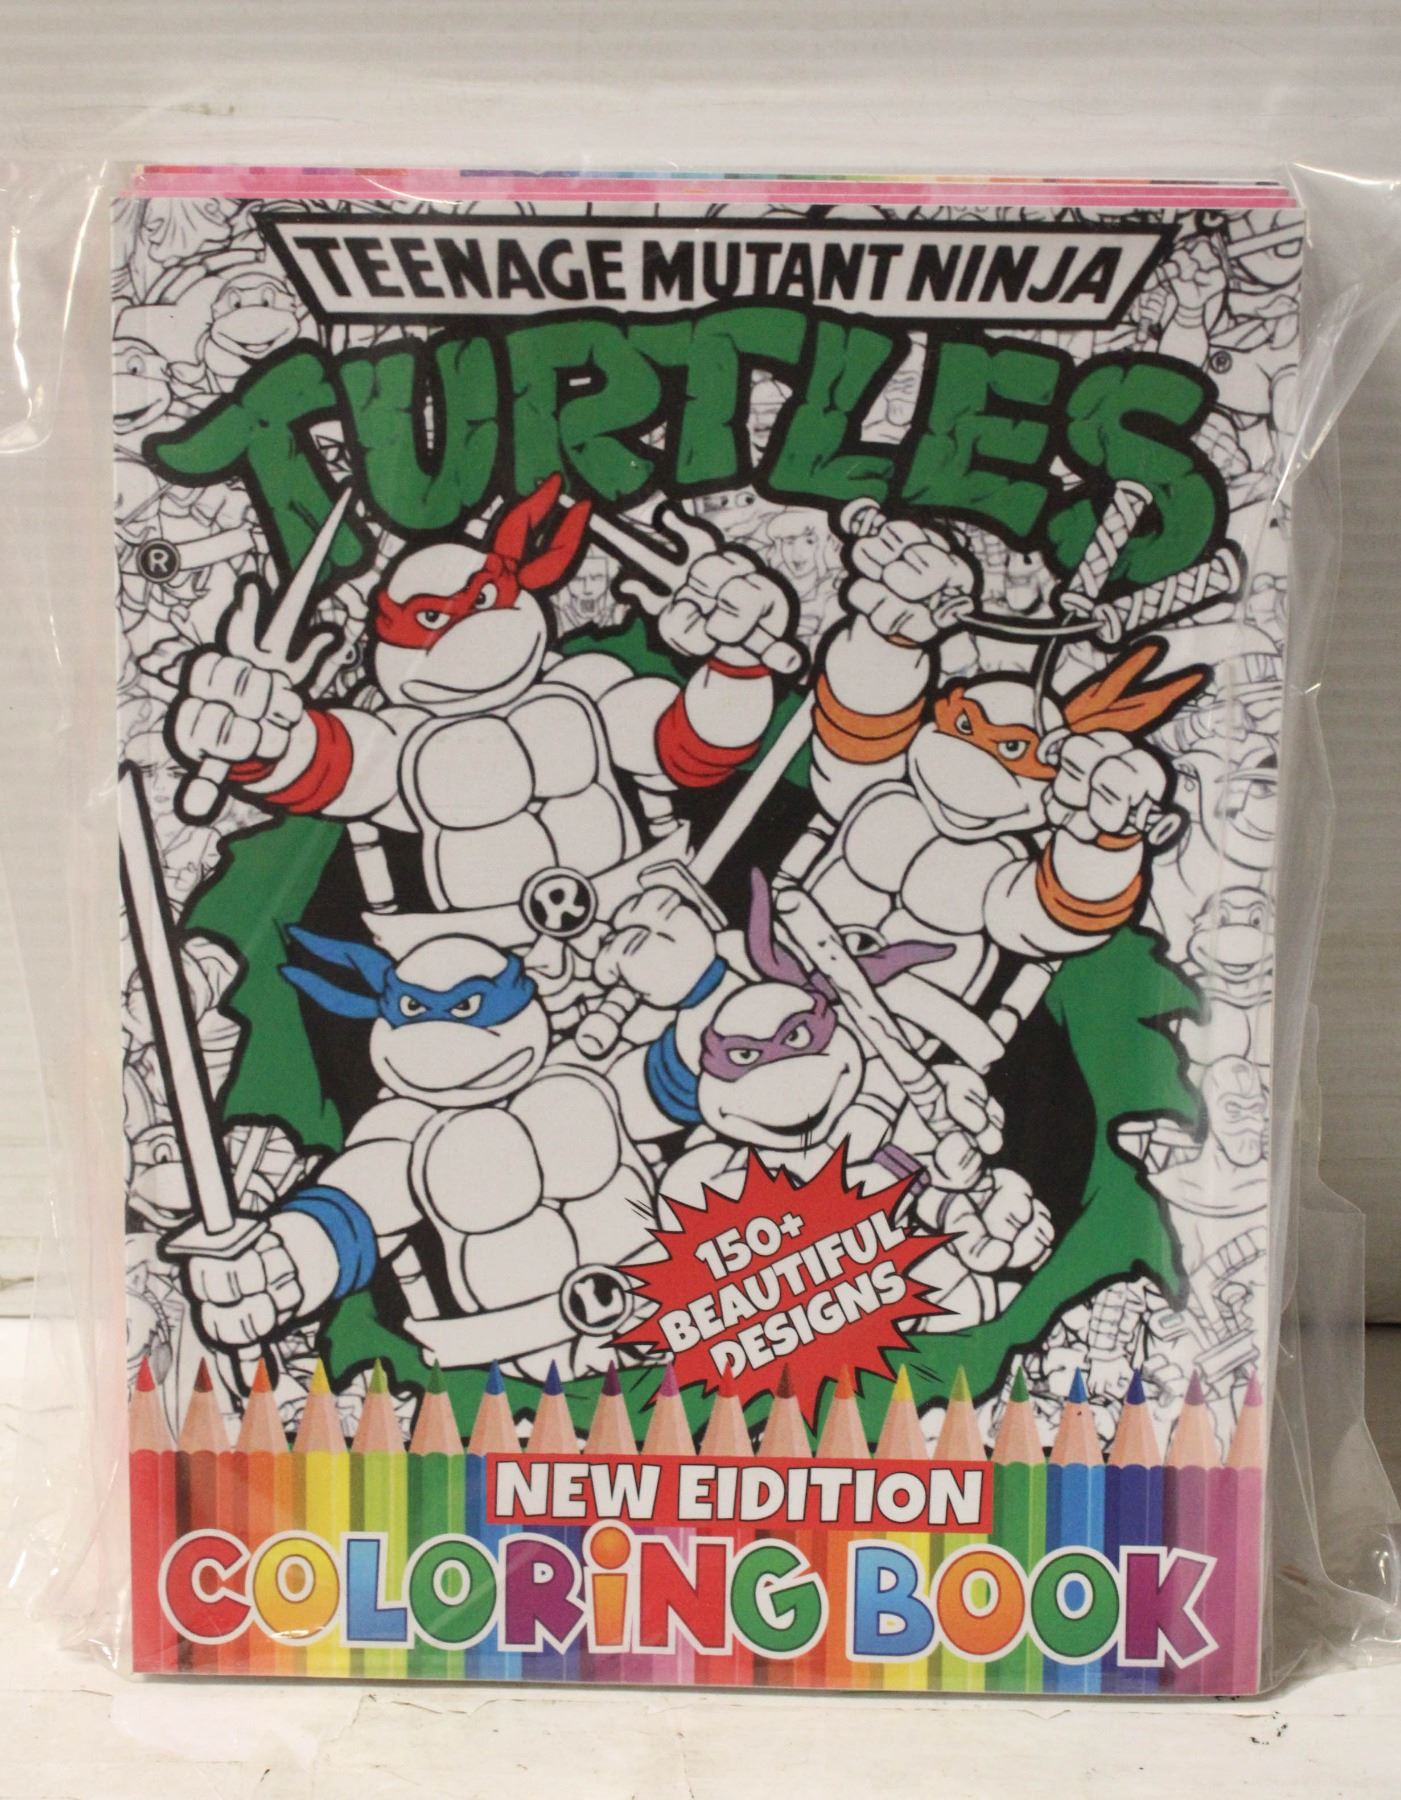 TEENAGE MUTANT NINJA
TURTLES
®
R
R
L
150+
BEAUTIFUL
DESIGNS
NEW EIDITION
COLORiNG BOOK